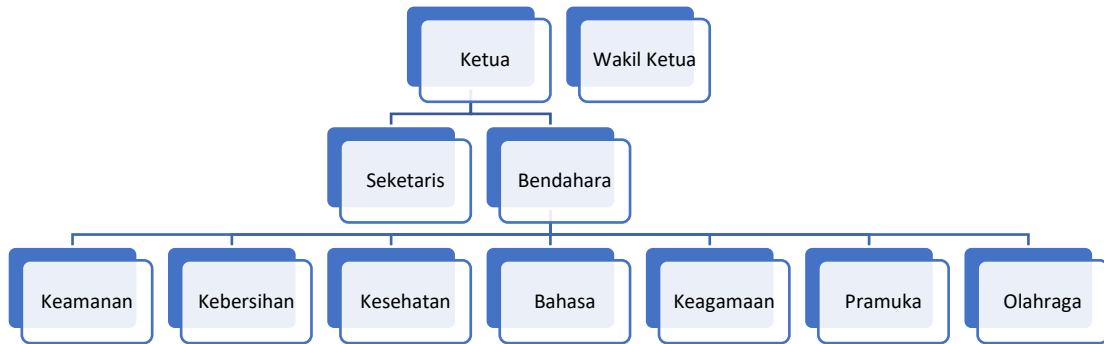 Ketua
Wakil Ketua
Seketaris
Bendahara
Keamanan
Kebersihan
Kesehatan
Bahasa
Keagamaan
Pramuka
Olahraga